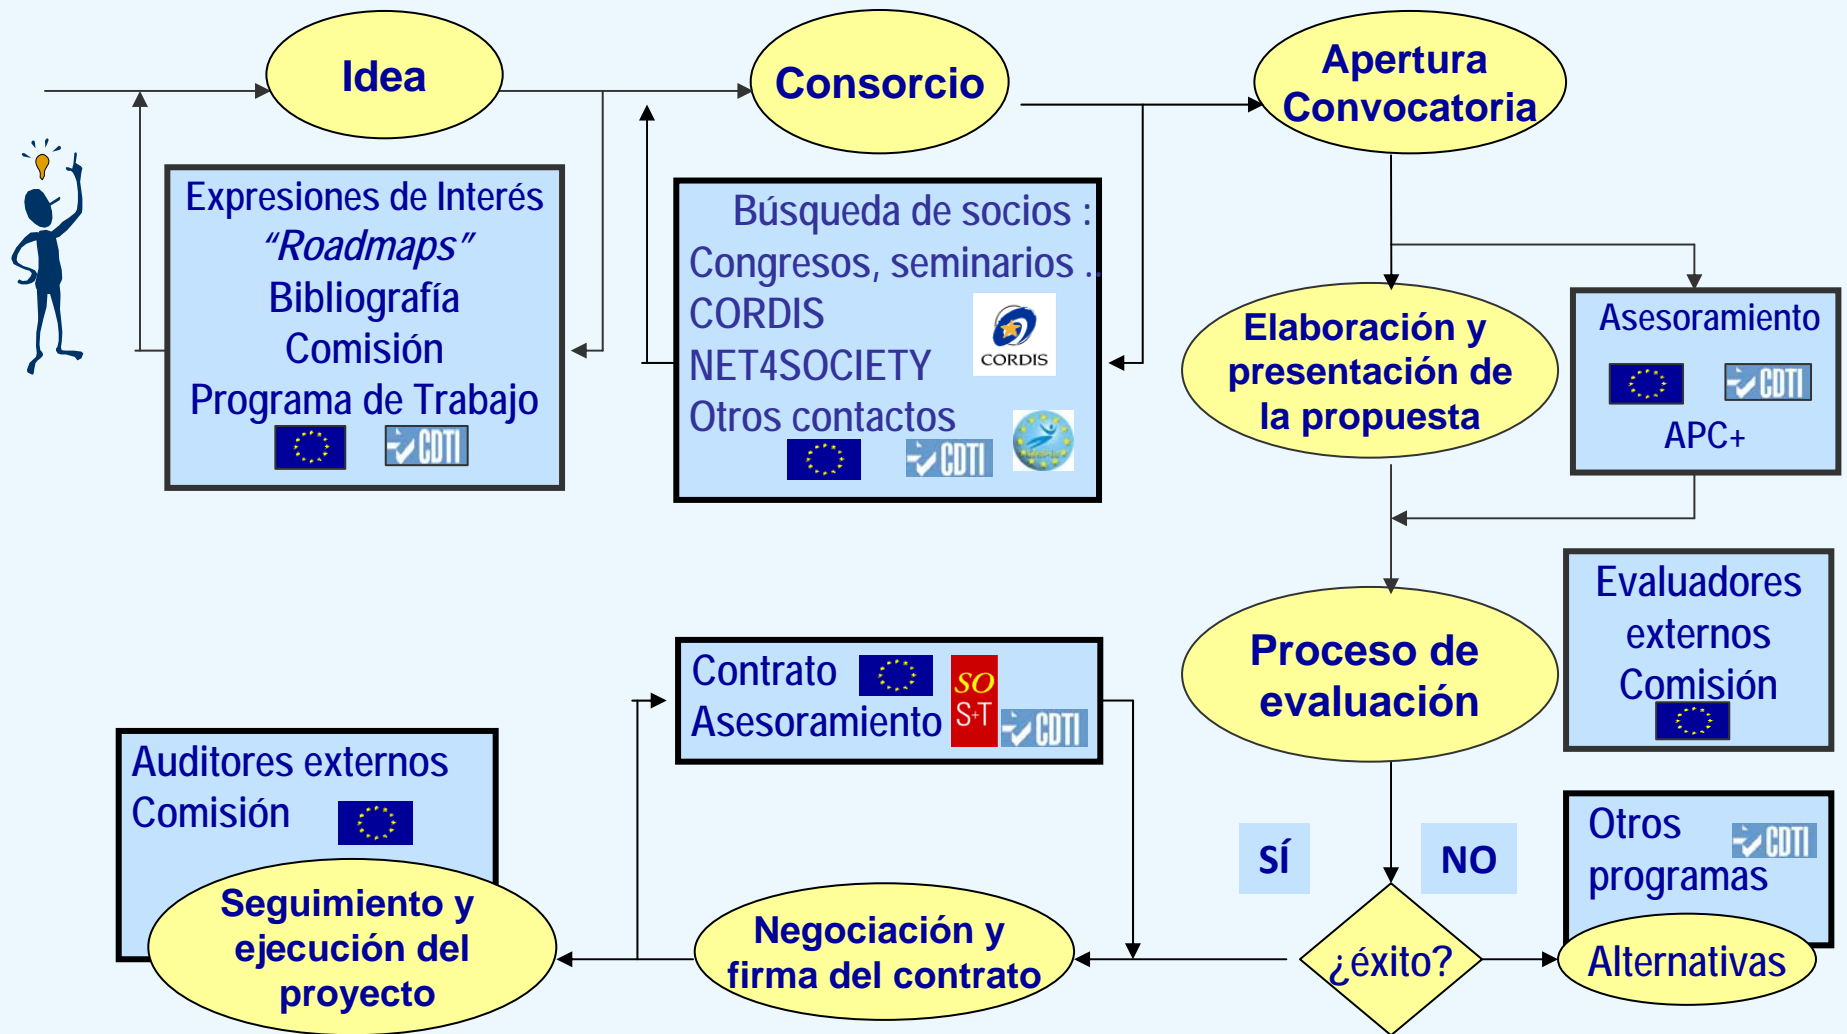 Idea
Consorcio
Apertura
Convocatoria
Expresiones de Interés
“Roadmaps”
Bibliografía
Comisión
Programa de Trabajo
CDTI
Búsqueda de socios :
Congresos, seminarios ..
CORDIS
NET4SOCIETY
Otros contactos
CORDIS
CDTI
Elaboración y
presentación de
la propuesta
Asesoramiento
CDTI
APC+
Proceso de
evaluación
Evaluadores
externos
Comisión
Contrato
Asesoramiento
SO
S+T
CDTI
Auditores externos
Comisión
Seguimiento y
ejecución del
proyecto
Negociación y
firma del contrato
SÍ
NO
¿éxito?
Otros
programas
CDTI
Alternativas